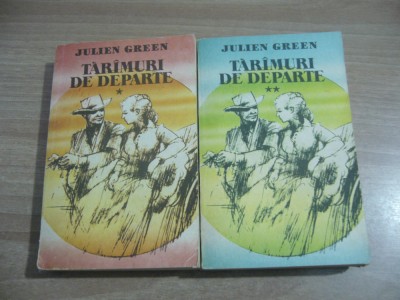 JULIEN GREEN
TĂRÎMURI
DE DEPARTE
*
JULIEN GREEN
TĂRÎMURI
DE DEPARTE
**